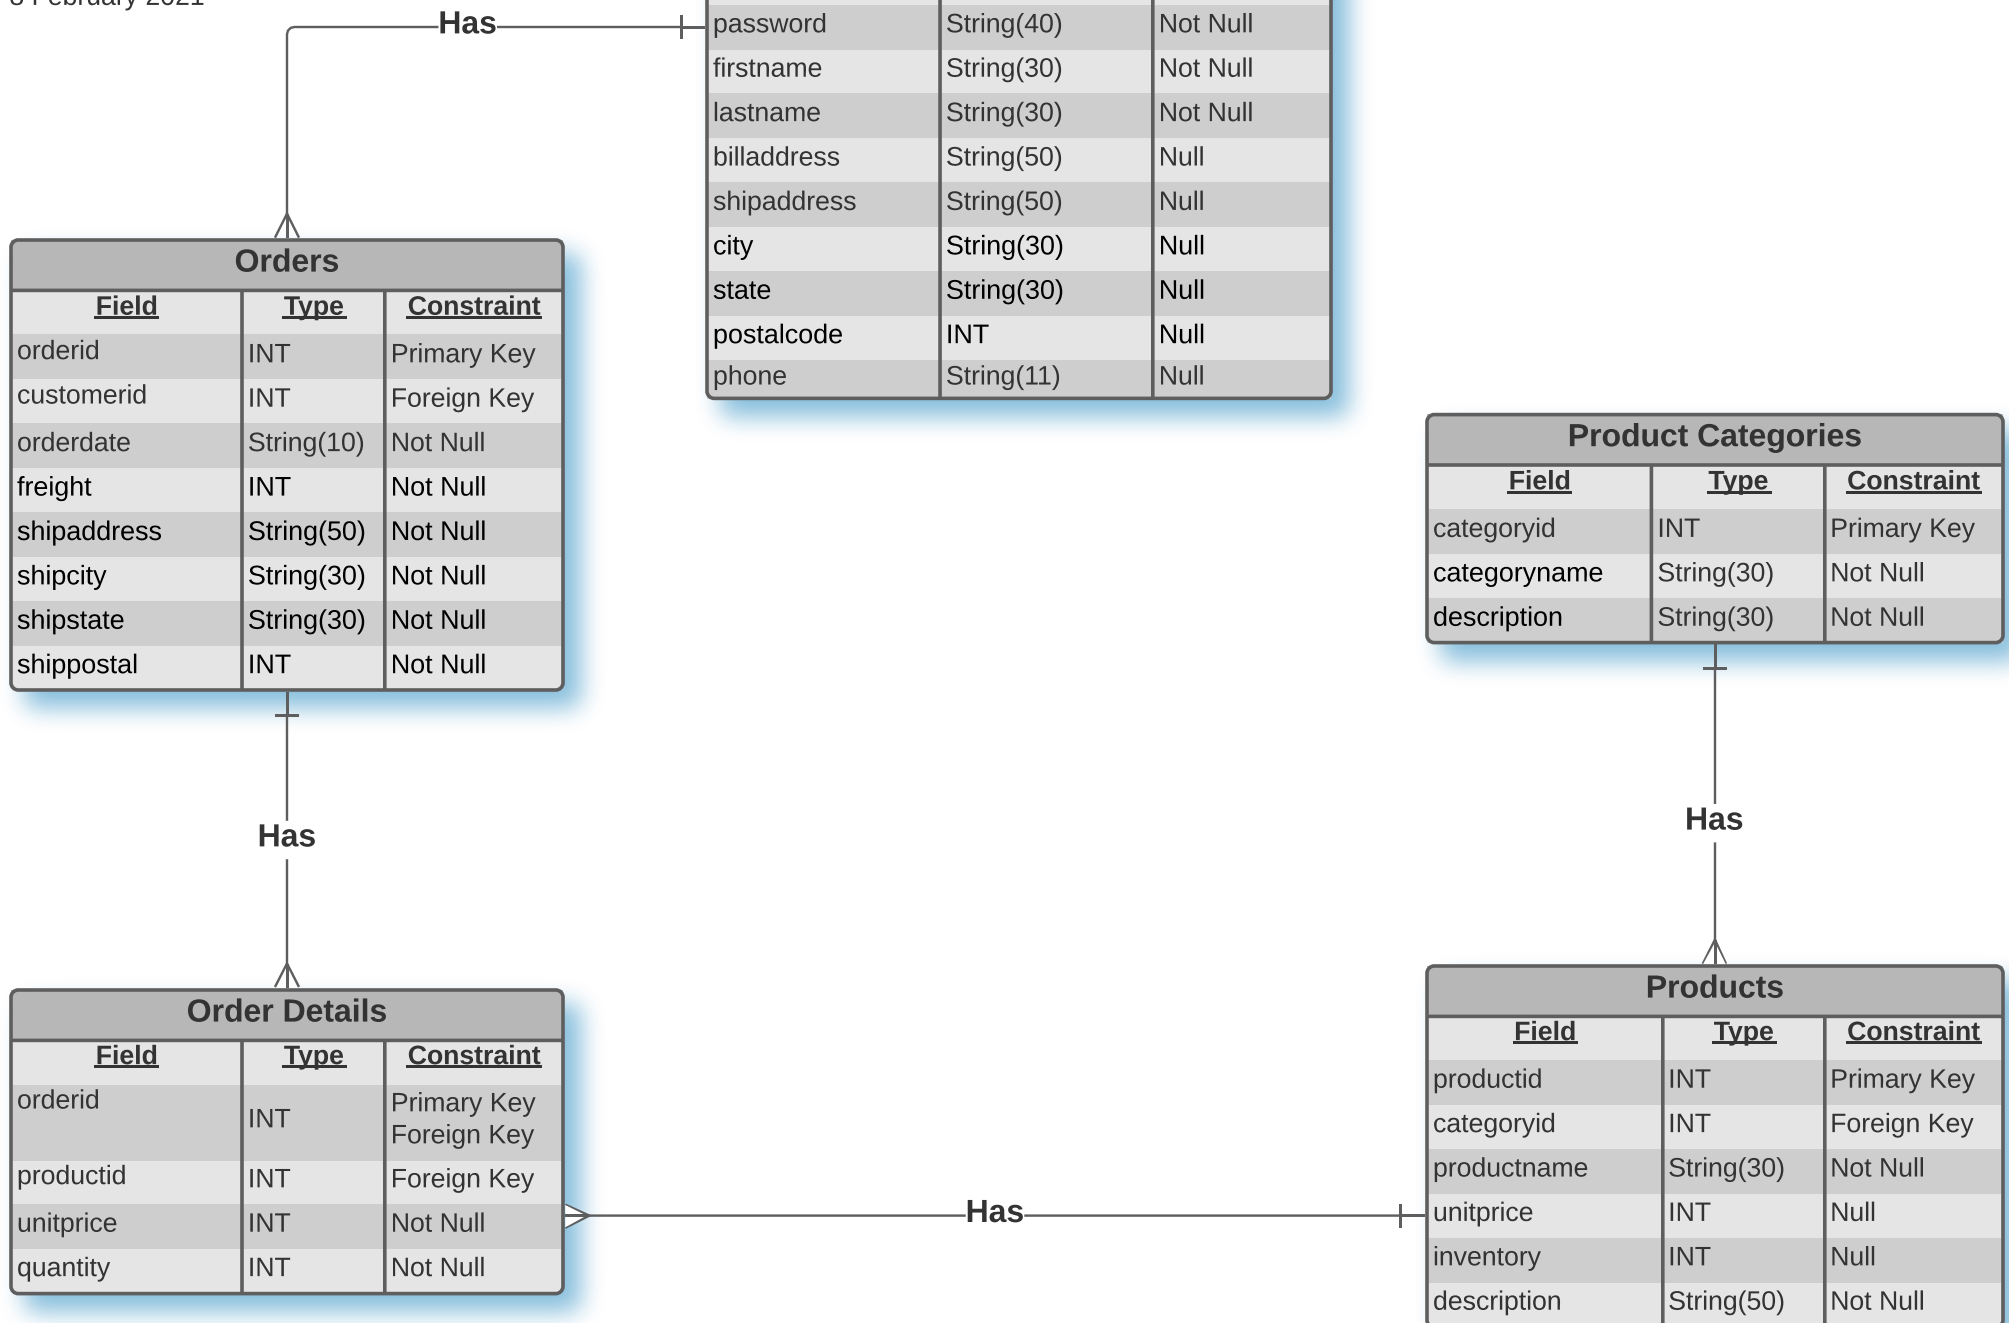 February 2021
Has
password String(40) Not Null
firstname String(30) Not Null
lastname String(30) Not Null
billaddress String(50) Null
shipaddress String(50) Null
city String(30) Null
state String(30) Null
postalcode INT Null
phone String(11) Null
Orders
Field Type Constraint
orderid INT Primary Key
customerid INT Foreign Key
orderdate String(10) Not Null
freight INT Not Null
shipaddress String(50) Not Null
shipcity String(30) Not Null
shipstate String(30) Not Null
shippostal INT Not Null
Product Categories
Field Type Constraint
categoryid INT Primary Key
categoryname String(30) Not Null
description String(30) Not Null
Has
Has
Order Details
Field Type Constraint
orderid INT Primary Key
Foreign Key
productid INT Foreign Key
unitprice INT Not Null
quantity INT Not Null
Has
Products
Field Type Constraint
productid INT Primary Key
categoryid INT Foreign Key
productname String(30) Not Null
unitprice INT Null
inventory INT Null
description String(50) Not Null